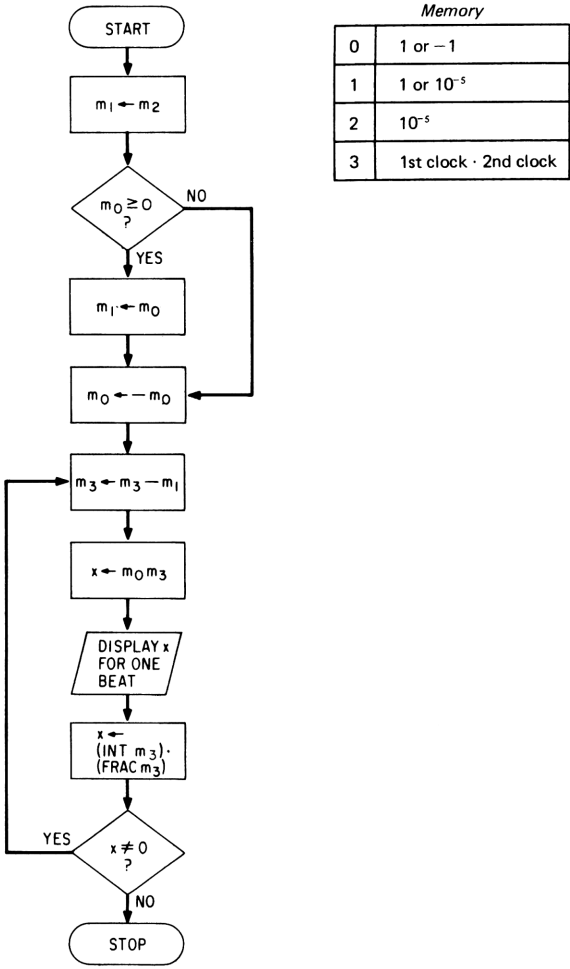 START
m₁ ← m₂
m₀ ≥ 0
?
NO
YES
m₁ ← m₀
m₀ ← − m₀
m₃ ← m₃ − m₁
x ← m₀ m₃
DISPLAY x
FOR ONE
BEAT
x ←
(INT m₃) ·
(FRAC m₃)
YES
x ≠ 0
?
NO
STOP
Memory
0 1 or −1
1 1 or 10⁻⁵
2 10⁻⁵
3 1st clock · 2nd clock